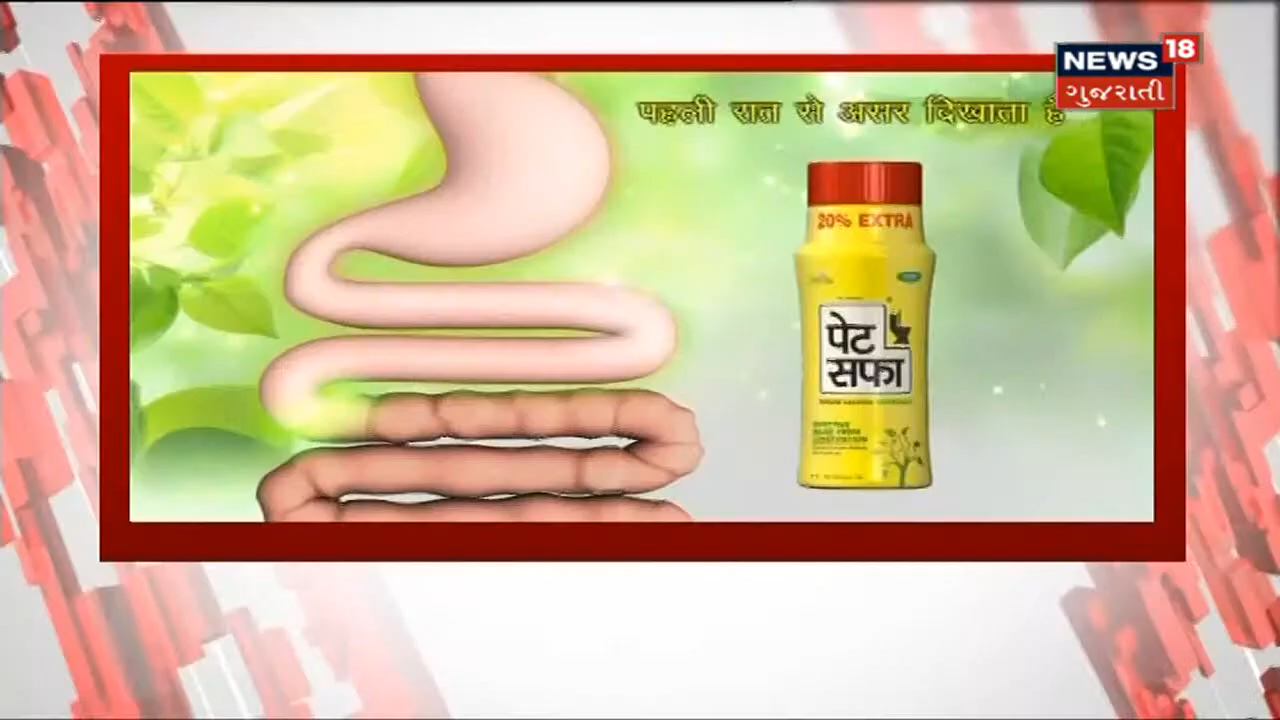 NEWS 18
ગુજરાતી
पहली रात से असर दिखाता है
20% EXTRA
पेट
सफा